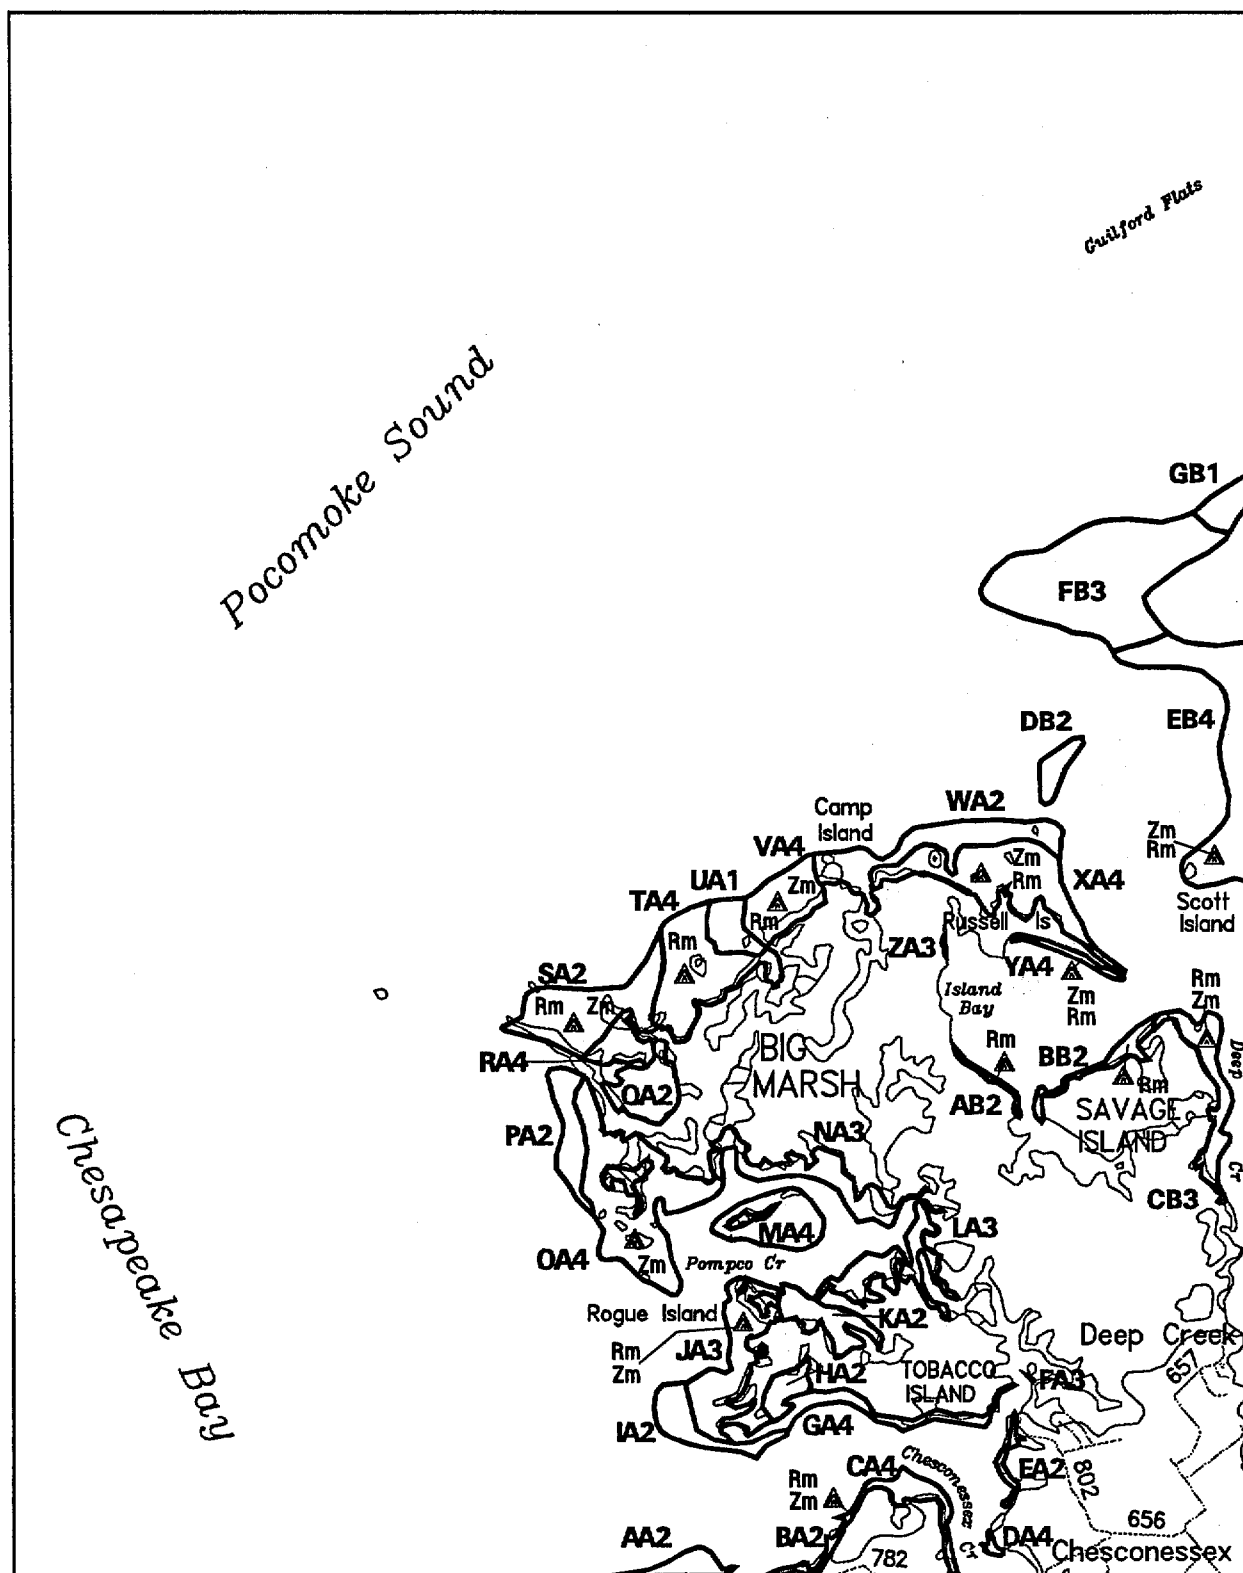 Guilford Flats
Pocomoke Sound
GB1
FB3
DB2
EB4
Camp
Island
WA2
Zm
Rm
VA4
Zm
Rm
XA4
UA1
Zm
Scott
Island
TA4
Rm
Russell Is
Rm
ZA3
YA4
SA2
Rm
Zm
Island
Bay
Zm
Rm
Rm
Zm
Rm
BIG
MARSH
BB2
Deep
Cr
RA4
OA2
AB2
Rm
SAVAGE
ISLAND
PA2
NA3
CB3
Chesapeake Bay
MA4
LA3
OA4
Zm
Pompco Cr
Rogue Island
KA2
Deep Creek
Rm
Zm
JA3
HA2
TOBACCO
ISLAND
FA3
657
IA2
GA4
CA4
Chesconessex Cr
EA2
802
Rm
Zm
656
AA2
BA2
782
DA4
Chesconessex